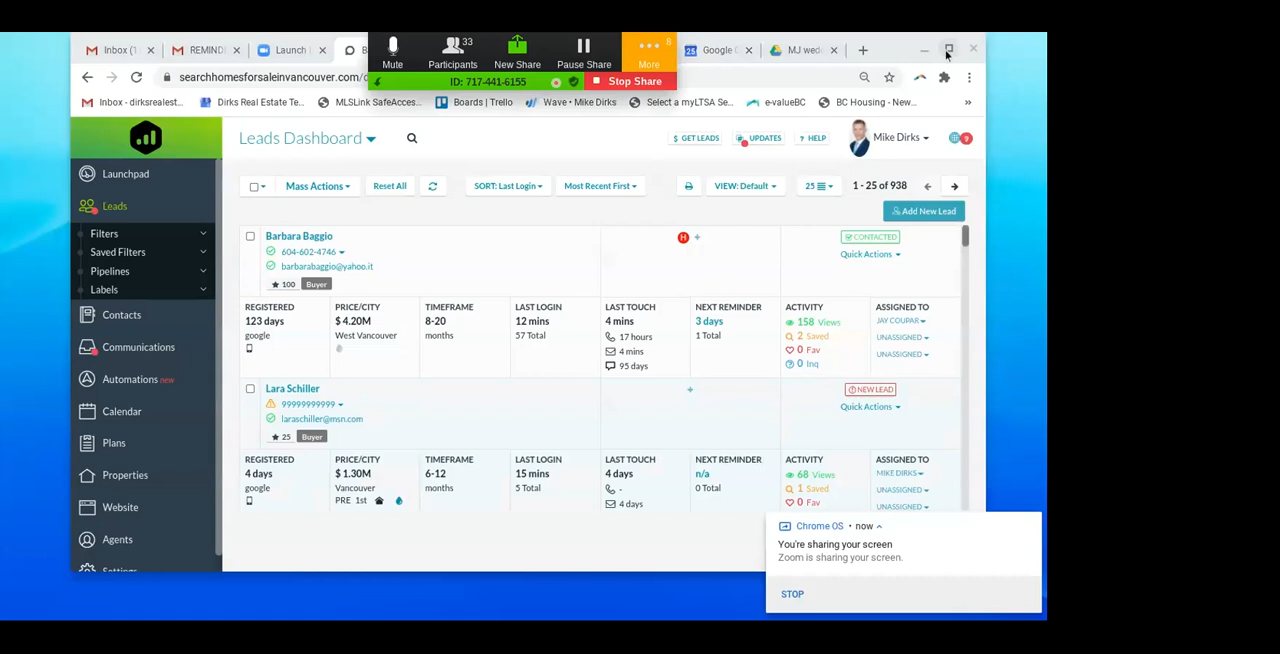 Inbox (1
REMIND
Launch
B
Google
MJ wed
Mute
Participants
33
New Share
Pause Share
More
8
ID: 717-441-6155
Stop Share
searchhomesforsaleinvancouver.com/
Inbox - dirksrealest...
Dirks Real Estate Te...
MLSLink SafeAcces...
Boards | Trello
Wave • Mike Dirks
Select a myLTSA Se...
e-valueBC
BC Housing - New...
»
Leads Dashboard
$ GET LEADS
UPDATES
? HELP
Mike Dirks
9
Launchpad
Leads
Filters
Saved Filters
Pipelines
Labels
Contacts
Communications
Automations new
Calendar
Plans
Properties
Website
Agents
Settings
Mass Actions
Reset All
SORT: Last Login
Most Recent First
VIEW: Default
25
1 - 25 of 938
Add New Lead
Barbara Baggio
604-602-4746
barbarabaggio@yahoo.it
100 Buyer
H +
CONTACTED
Quick Actions
REGISTERED
123 days
google
PRICE/CITY
$ 4.20M
West Vancouver
TIMEFRAME
8-20
months
LAST LOGIN
12 mins
57 Total
LAST TOUCH
4 mins
17 hours
4 mins
95 days
NEXT REMINDER
3 days
1 Total
ACTIVITY
158 Views
2 Saved
0 Fav
0 Inq
ASSIGNED TO
JAY COUPAR
UNASSIGNED
UNASSIGNED
Lara Schiller
99999999999
laraschiller@msn.com
25 Buyer
+
NEW LEAD
Quick Actions
REGISTERED
4 days
google
PRICE/CITY
$ 1.30M
Vancouver
PRE 1st
TIMEFRAME
6-12
months
LAST LOGIN
15 mins
5 Total
LAST TOUCH
4 days
-
4 days
NEXT REMINDER
n/a
0 Total
ACTIVITY
68 Views
1 Saved
0 Fav
ASSIGNED TO
MIKE DIRKS
UNASSIGNED
UNASSIGNED
Chrome OS • now
You're sharing your screen
Zoom is sharing your screen.
STOP